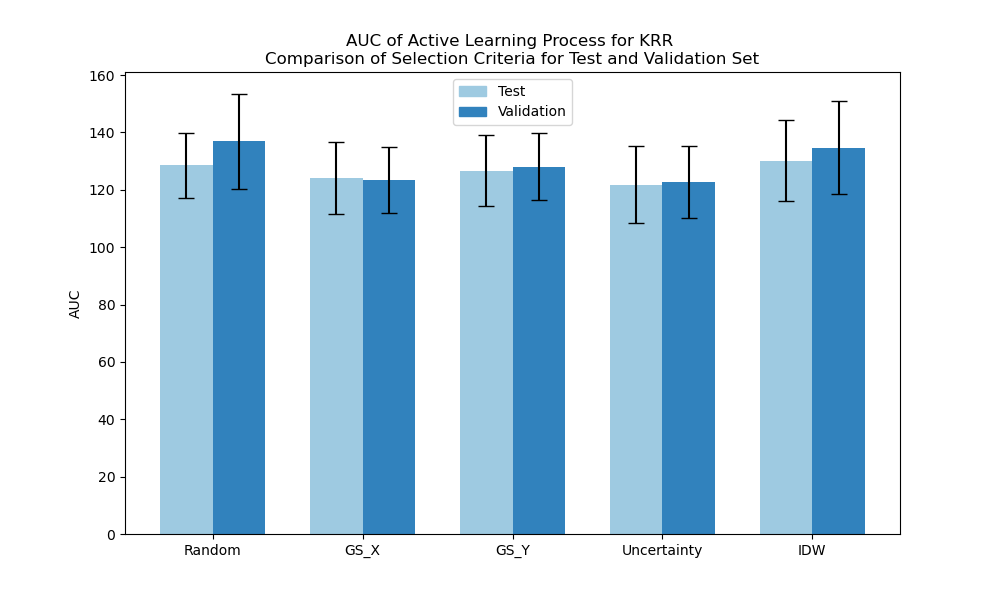 AUC of Active Learning Process for KRR
Comparison of Selection Criteria for Test and Validation Set
Test
Validation
AUC
160
140
120
100
80
60
40
20
0
Random GS_X GS_Y Uncertainty IDW